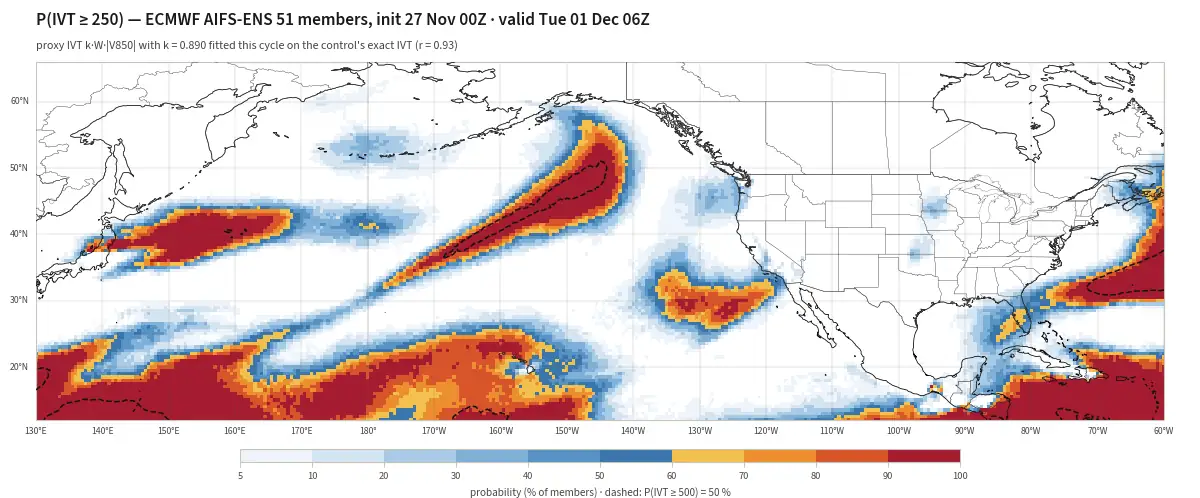 P(IVT ≥ 250) — ECMWF AIFS-ENS 51 members, init 27 Nov 00Z · valid Tue 01 Dec 06Z
proxy IVT k·W·|V850| with k = 0.890 fitted this cycle on the control's exact IVT (r = 0.93)
60°N
50°N
40°N
30°N
20°N
130°E 140°E 150°E 160°E 170°E 180° 170°W 160°W 150°W 140°W 130°W 120°W 110°W 100°W 90°W 80°W 70°W 60°W
5 10 20 30 40 50 60 70 80 90 100
probability (% of members) · dashed: P(IVT ≥ 500) = 50 %